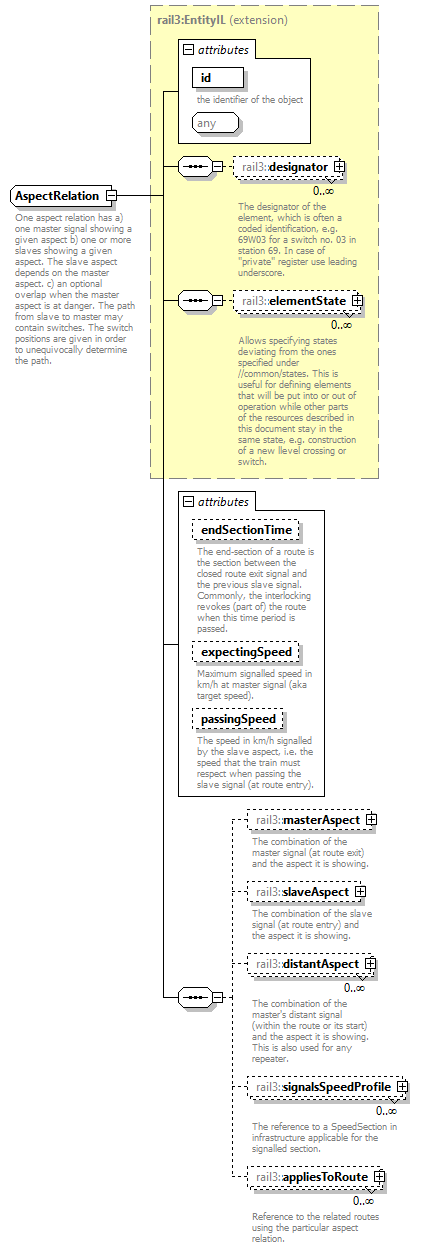 rail3:EntityIL (extension)
attributes
id
the identifier of the object
any
rail3::designator
0..∞
The designator of the
element, which is often a
coded identification, e.g.
69W03 for a switch no. 03 in
station 69. In case of
"private" register use leading
underscore.
AspectRelation
One aspect relation has a)
one master signal showing a
given aspect b) one or more
slaves showing a given
aspect. The slave aspect
depends on the master
aspect. c) an optional
overlap when the master
aspect is at danger. The path
from slave to master may
contain switches. The switch
positions are given in order
to unequivocally determine
the path.
rail3::elementState
0..∞
Allows specifying states
deviating from the ones
specified under
//common/states. This is
useful for defining elements
that will be put into or out of
operation while other parts
of the resources described in
this document stay in the
same state, e.g. construction
of a new llevel crossing or
switch.
attributes
endSectionTime
The end-section of a route is
the section between the
closed route exit signal and
the previous slave signal.
Commonly, the interlocking
revokes (part of) the route
when this time period is
passed.
expectingSpeed
Maximum signalled speed in
km/h at master signal (aka
target speed).
passingSpeed
The speed in km/h signalled
by the slave aspect, i.e. the
speed that the train must
respect when passing the
slave signal (at route entry).
rail3::masterAspect
The combination of the
master signal (at route exit)
and the aspect it is showing.
rail3::slaveAspect
The combination of the slave
signal (at route entry) and
the aspect it is showing.
rail3::distantAspect
0..∞
The combination of the
master's distant signal
(within the route or its start)
and the aspect it is showing.
This is also used for any
repeater.
rail3::signalsSpeedProfile
0..∞
The reference to a SpeedSection in
infrastructure applicable for the
signalled section.
rail3::appliesToRoute
0..∞
Reference to the related routes
using the particular aspect
relation.